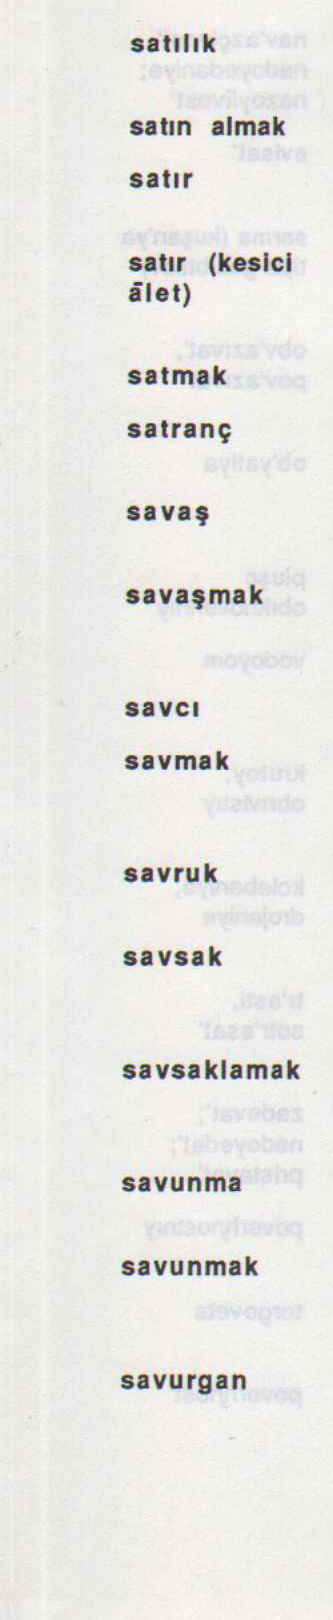 satılık
satın almak
satır
satır (kesici
ālet)
satmak
satranç
savaş
savaşmak
savcı
savmak
savruk
savsak
savsaklamak
savunma
savunmak
savurgan